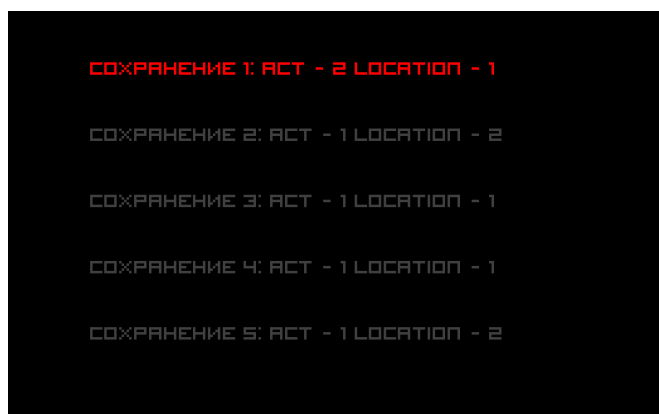 СОХРАНЕНИЕ 1: ACT - 2 LOCATION - 1
СОХРАНЕНИЕ 2: ACT - 1 LOCATION - 2
СОХРАНЕНИЕ 3: ACT - 1 LOCATION - 1
СОХРАНЕНИЕ 4: ACT - 1 LOCATION - 1
СОХРАНЕНИЕ 5: ACT - 1 LOCATION - 2